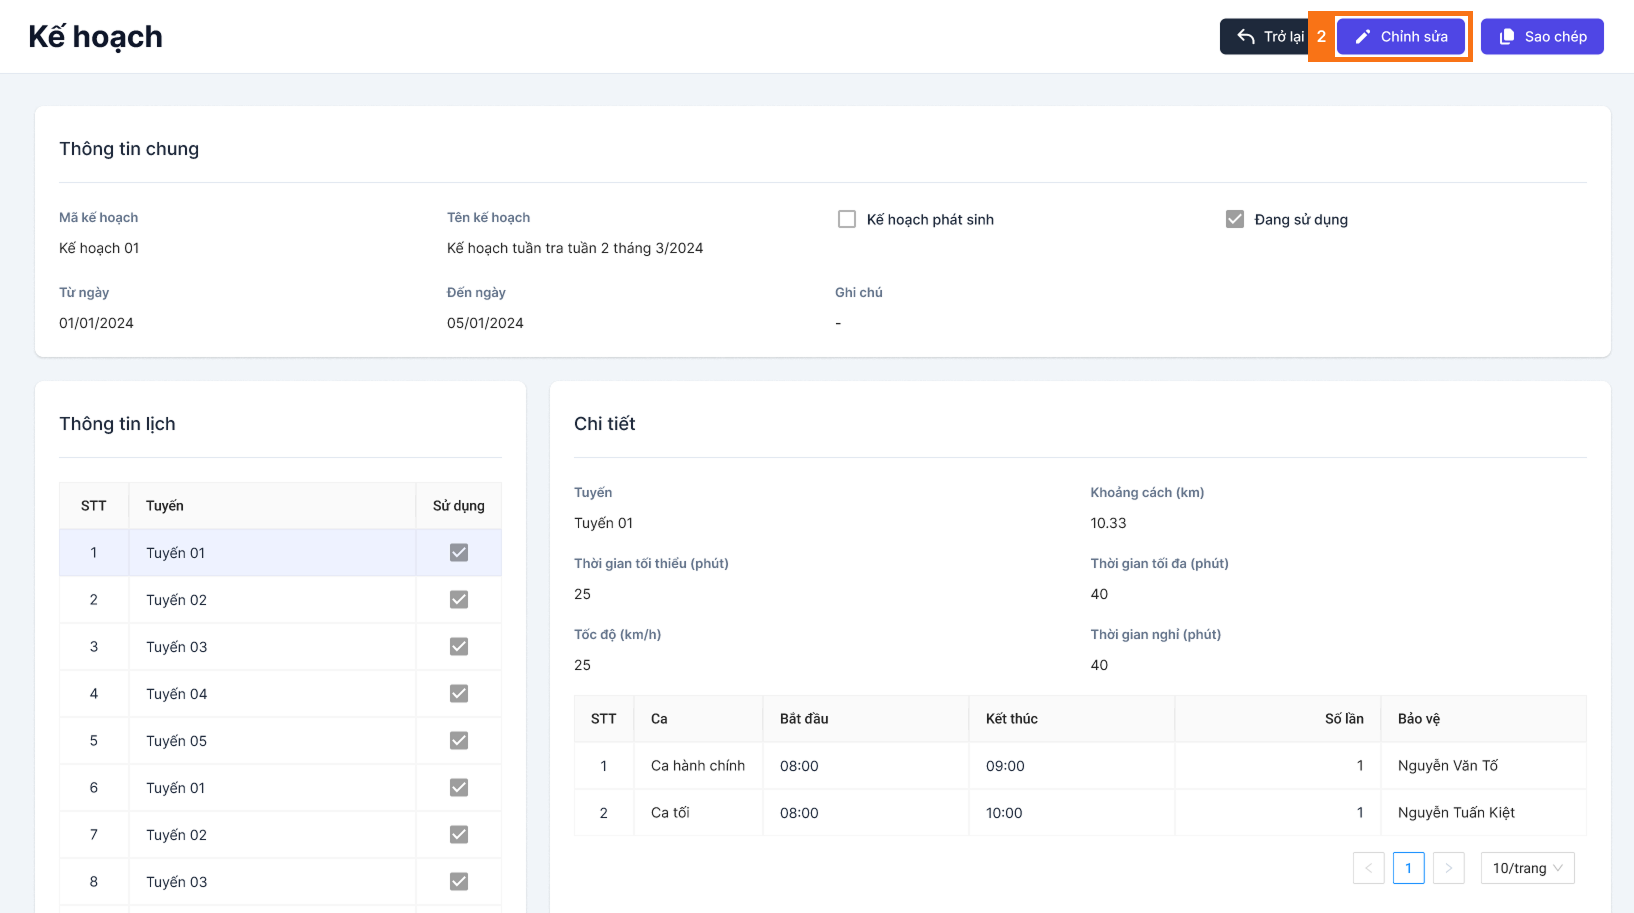 Kế hoạch
Trở lại 2 Chỉnh sửa Sao chép
Thông tin chung
Mã kế hoạch Tên kế hoạch Kế hoạch phát sinh Đang sử dụng
Kế hoạch 01 Kế hoạch tuần tra tuần 2 tháng 3/2024
Từ ngày Đến ngày Ghi chú
01/01/2024 05/01/2024 -
Thông tin lịch
STT Tuyến Sử dụng
1 Tuyến 01
2 Tuyến 02
3 Tuyến 03
4 Tuyến 04
5 Tuyến 05
6 Tuyến 01
7 Tuyến 02
8 Tuyến 03
Chi tiết
Tuyến Khoảng cách (km)
Tuyến 01 10.33
Thời gian tối thiểu (phút) Thời gian tối đa (phút)
25 40
Tốc độ (km/h) Thời gian nghỉ (phút)
25 40
STT Ca Bắt đầu Kết thúc Số lần Bảo vệ
1 Ca hành chính 08:00 09:00 1 Nguyễn Văn Tố
2 Ca tối 08:00 10:00 1 Nguyễn Tuấn Kiệt
< 1 > 10/trang